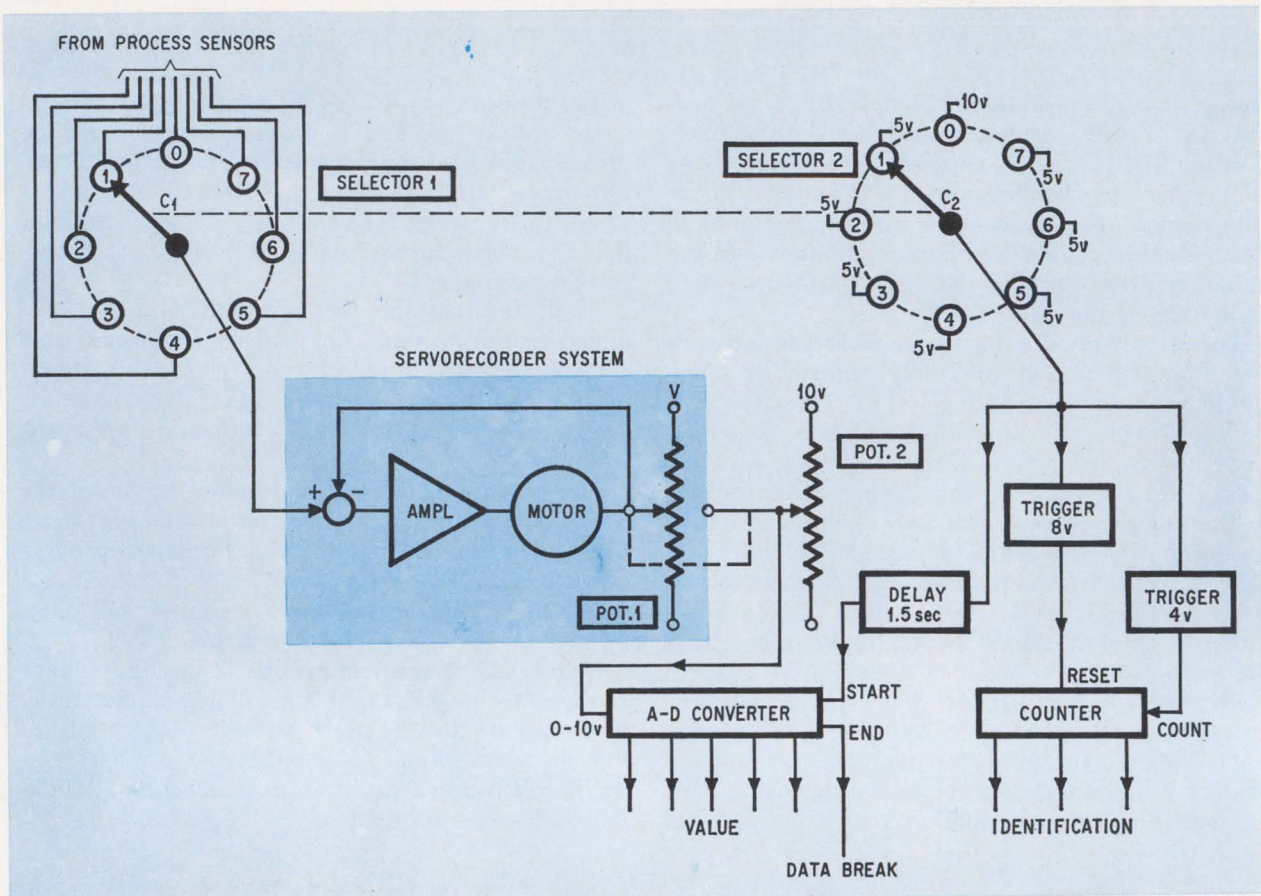 FROM PROCESS SENSORS
0
1
7
C1
2
6
3
5
4
SELECTOR 1
SELECTOR 2
10v
0
5v
1
7
5v
C2
5v
2
6
5v
5v
3
5
5v
4
5v
SERVORECORDER SYSTEM
V
10v
+
-
AMPL
MOTOR
POT. 2
POT.1
TRIGGER
8v
DELAY
1.5 sec
TRIGGER
4v
START
RESET
A-D CONVERTER
COUNTER
0-10v
END
COUNT
VALUE
IDENTIFICATION
DATA BREAK